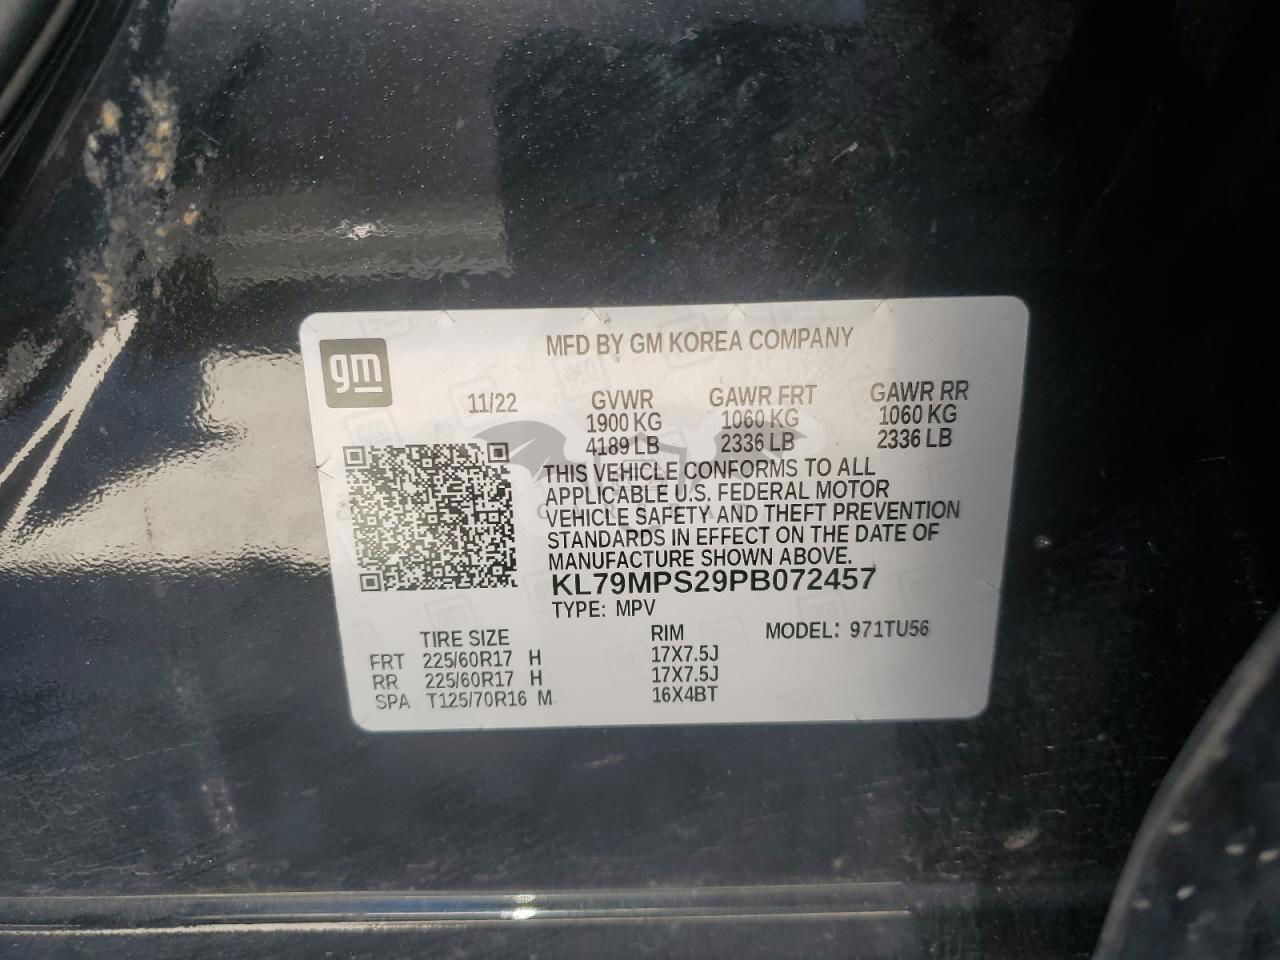 MFD BY GM KOREA COMPANY
gm
11/22 GVWR GAWR FRT GAWR RR
1900 KG 1060 KG 1060 KG
4189 LB 2336 LB 2336 LB
THIS VEHICLE CONFORMS TO ALL
APPLICABLE U.S. FEDERAL MOTOR
VEHICLE SAFETY AND THEFT PREVENTION
STANDARDS IN EFFECT ON THE DATE OF
MANUFACTURE SHOWN ABOVE.
KL79MPS29PB072457
TYPE: MPV
TIRE SIZE RIM MODEL: 971TU56
FRT 225/60R17 H 17X7.5J
RR 225/60R17 H 17X7.5J
SPA T125/70R16 M 16X4BT